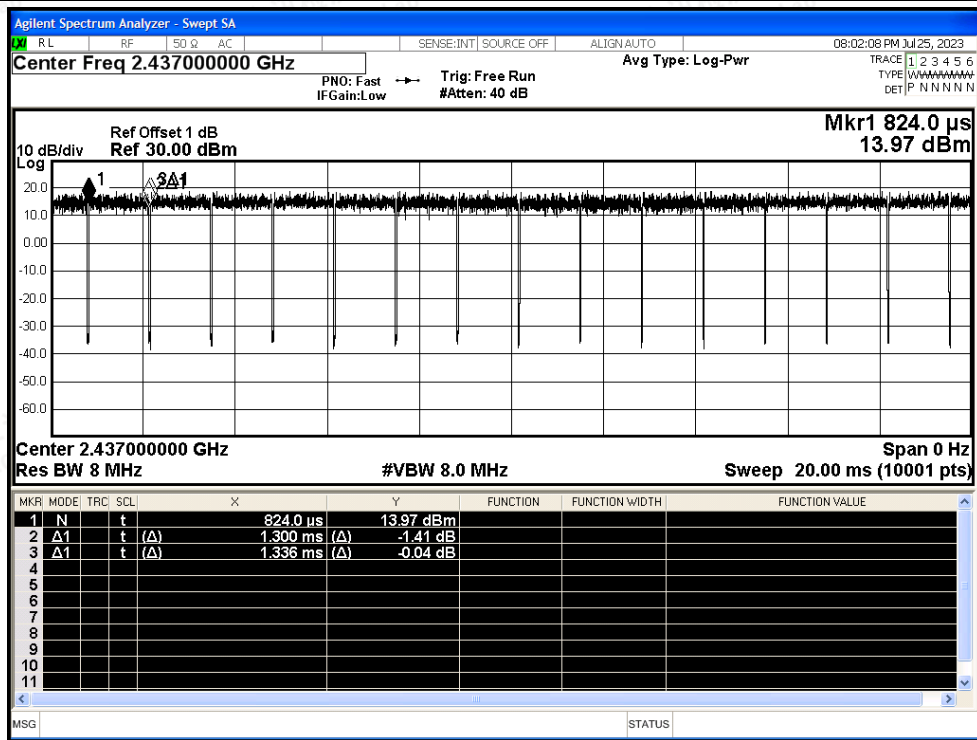 Agilent Spectrum Analyzer - Swept SA
LXI RL RF 50 Ω AC SENSE:INT SOURCE OFF ALIGN AUTO 08:02:08 PM Jul 25, 2023
Center Freq 2.437000000 GHz
PNO: Fast
IFGain:Low
Trig: Free Run
#Atten: 40 dB
Avg Type: Log-Pwr
TRACE 1 2 3 4 5 6
TYPE WWWWWW
DET P N N N N N
Mkr1 824.0 µs
13.97 dBm
Ref Offset 1 dB
10 dB/div Ref 30.00 dBm
Log
1
3Δ1
20.0
10.0
0.00
-10.0
-20.0
-30.0
-40.0
-50.0
-60.0
Center 2.437000000 GHz Span 0 Hz
Res BW 8 MHz #VBW 8.0 MHz Sweep 20.00 ms (10001 pts)
MKR MODE TRC SCL X Y FUNCTION FUNCTION WIDTH FUNCTION VALUE
1 N t 824.0 µs 13.97 dBm
2 Δ1 t (Δ) 1.300 ms (Δ) -1.41 dB
3 Δ1 t (Δ) 1.336 ms (Δ) -0.04 dB
4
5
6
7
8
9
10
11
MSG STATUS